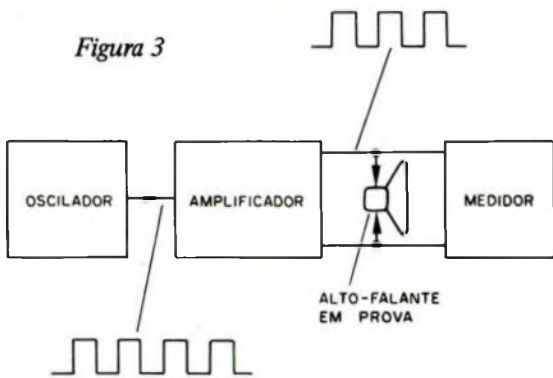 Figura 3
OSCILADOR
AMPLIFICADOR
MEDIDOR
ALTO-FALANTE
EM PROVA